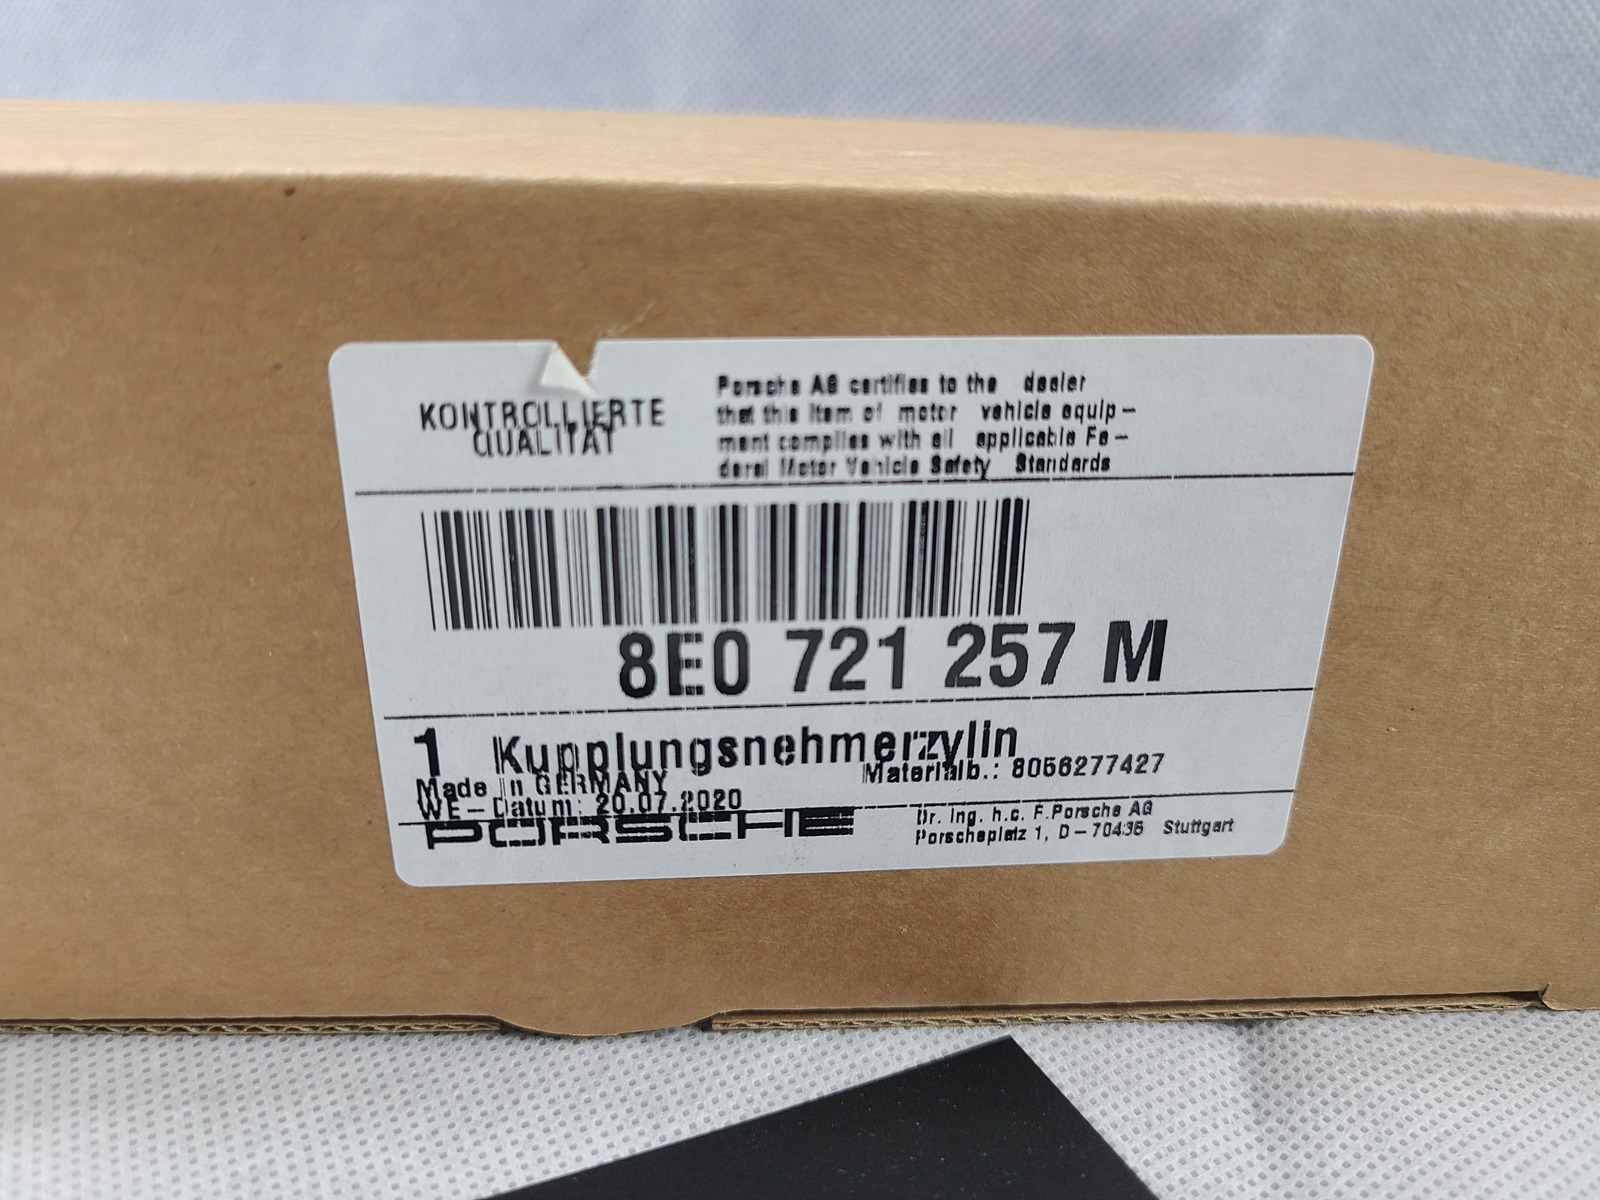 KONTROLLIERTE
QUALITÄT
Porsche AG certifies to the dealer
that this item of motor vehicle equip–
ment complies with all applicable Fe–
deral Motor Vehicle Safety Standards
8E0 721 257 M
1 Kupplungsnehmerzylin
Materialb.: 8056277427
Made in GERMANY
WE–Datum: 20.07.2020
PORSCHE
Dr. Ing. h.c. F.Porsche AG
Porscheplatz 1, D–70435 Stuttgart